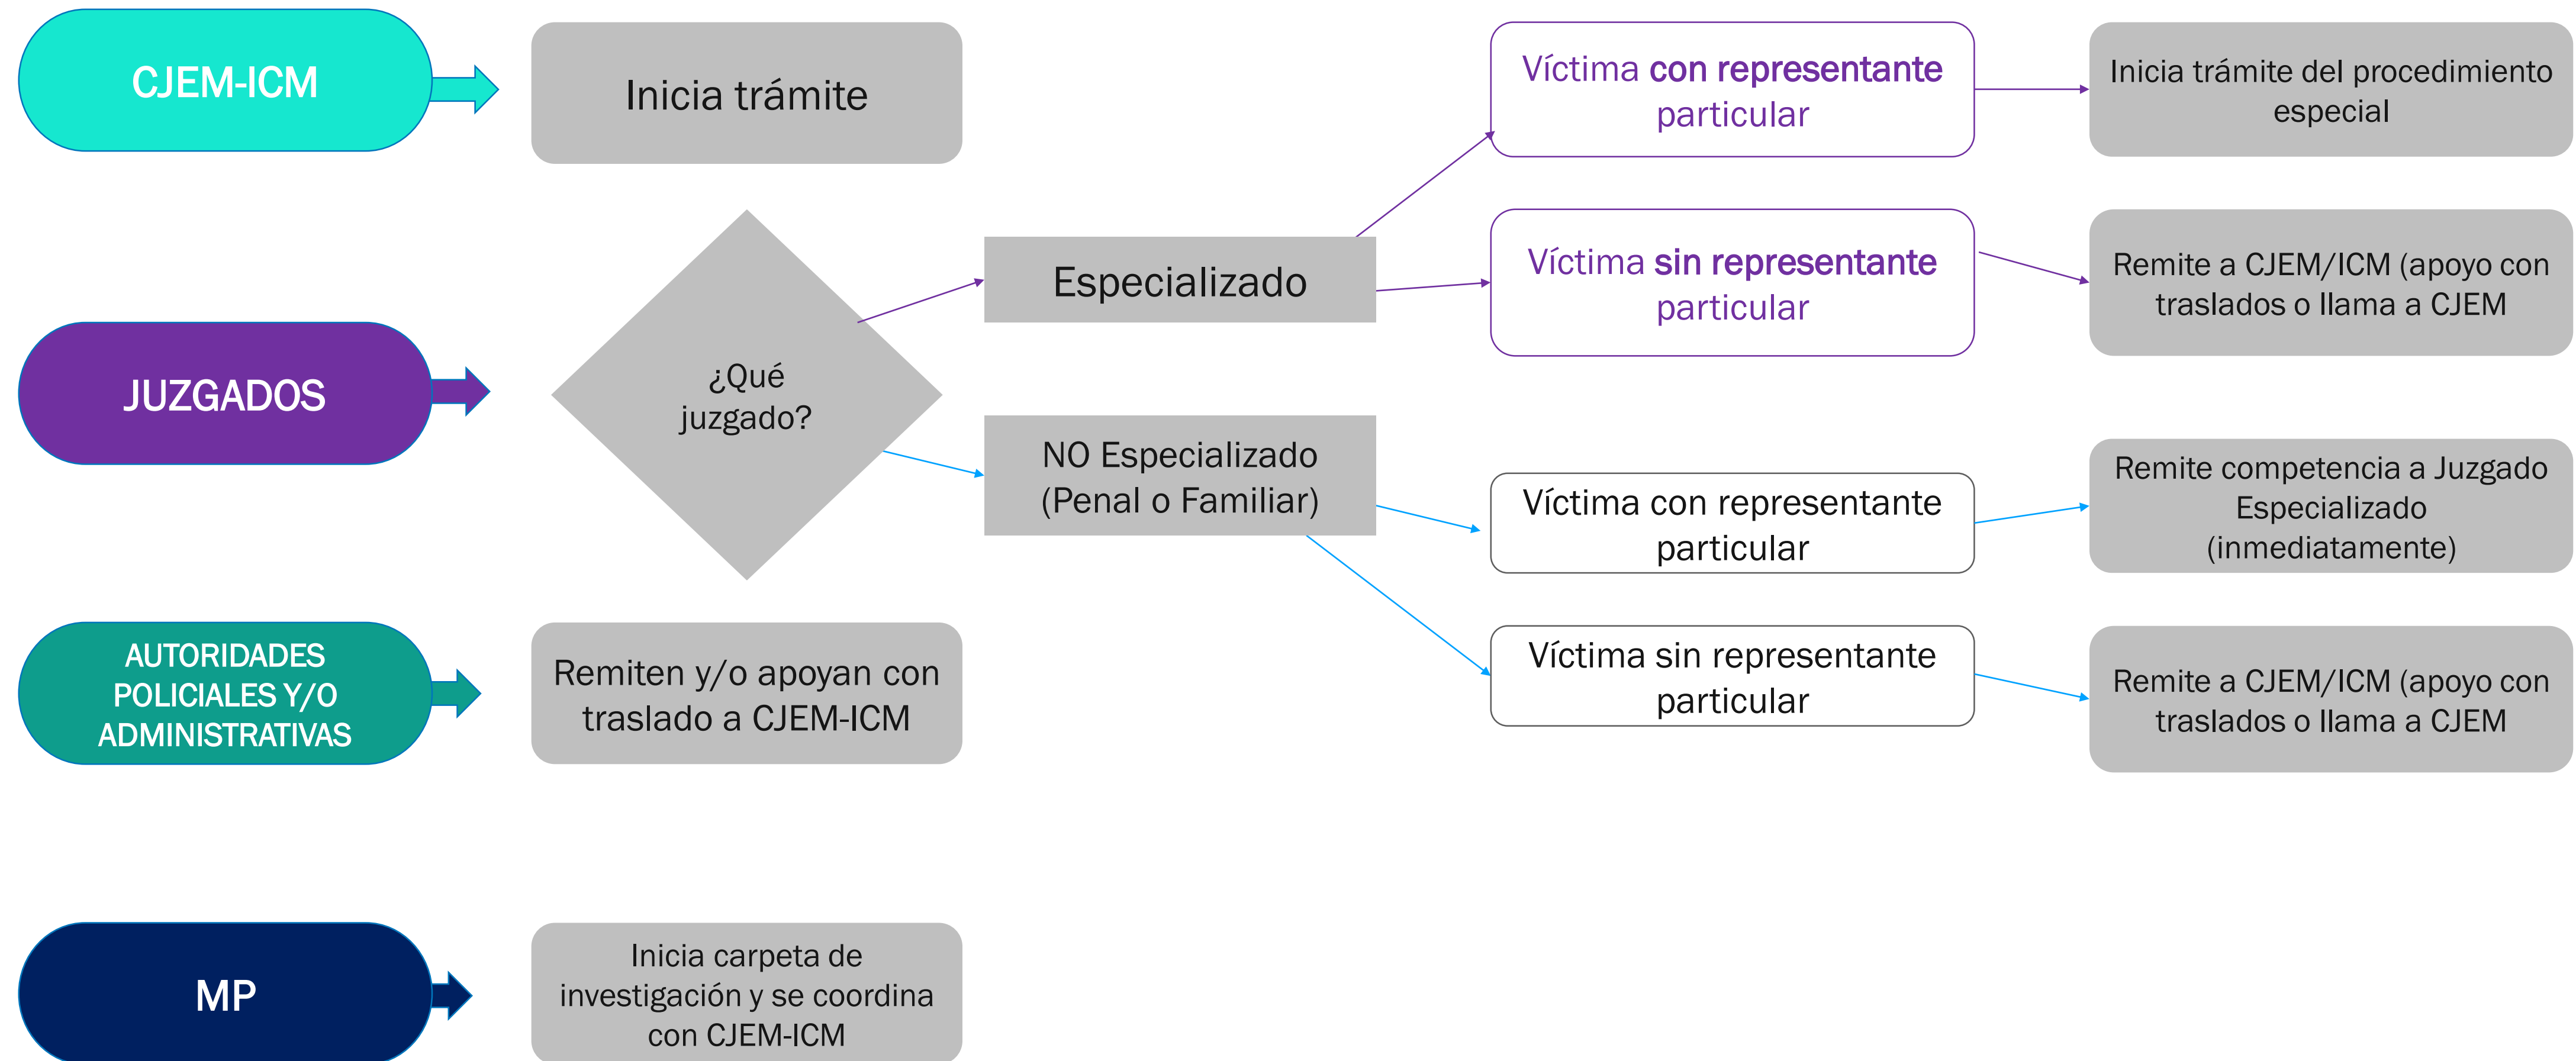 CJEM-ICM
Inicia trámite
Víctima con representante
particular
Inicia trámite del procedimiento
especial
JUZGADOS
¿Qué
juzgado?
Especializado
Víctima sin representante
particular
Remite a CJEM/ICM (apoyo con
traslados o llama a CJEM
NO Especializado
(Penal o Familiar)
Víctima con representante
particular
Remite competencia a Juzgado
Especializado
(inmediatamente)
Víctima sin representante
particular
Remite a CJEM/ICM (apoyo con
traslados o llama a CJEM
AUTORIDADES
POLICIALES Y/O
ADMINISTRATIVAS
Remiten y/o apoyan con
traslado a CJEM-ICM
MP
Inicia carpeta de
investigación y se coordina
con CJEM-ICM